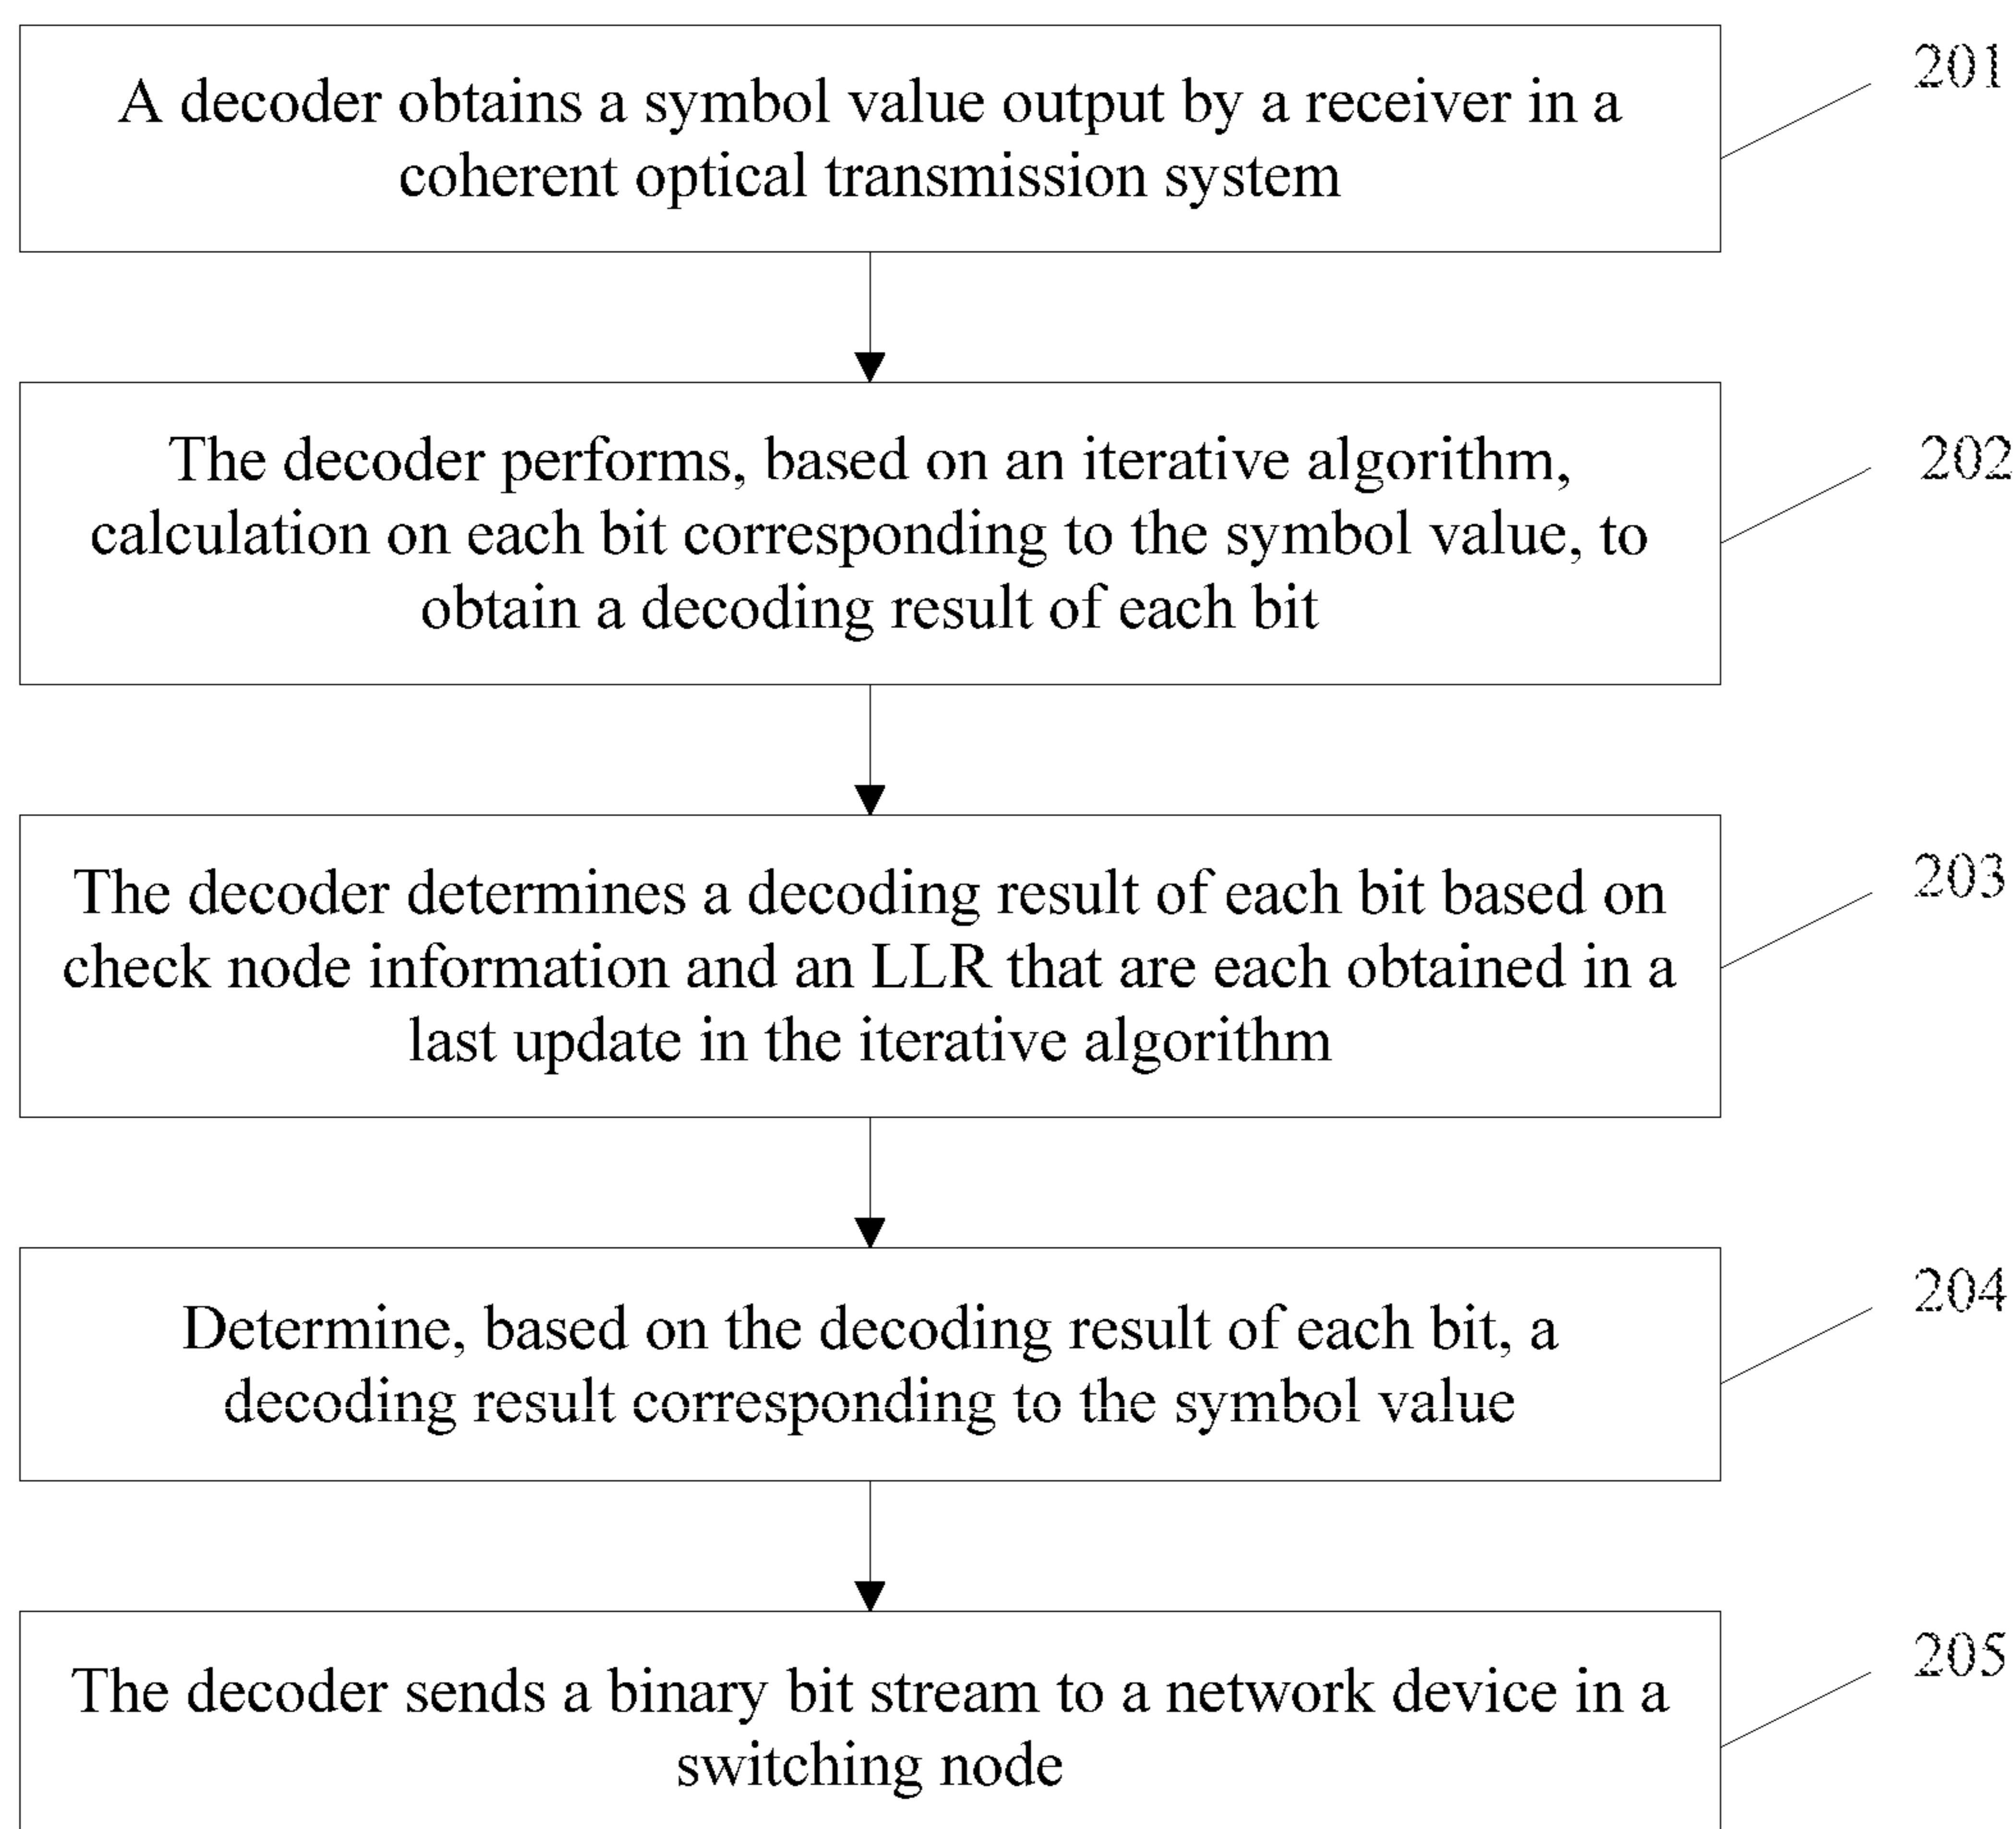 A decoder obtains a symbol value output by a receiver in a
coherent optical transmission system
201
The decoder performs, based on an iterative algorithm,
calculation on each bit corresponding to the symbol value, to
obtain a decoding result of each bit
202
The decoder determines a decoding result of each bit based on
check node information and an LLR that are each obtained in a
last update in the iterative algorithm
203
Determine, based on the decoding result of each bit, a
decoding result corresponding to the symbol value
204
The decoder sends a binary bit stream to a network device in a
switching node
205